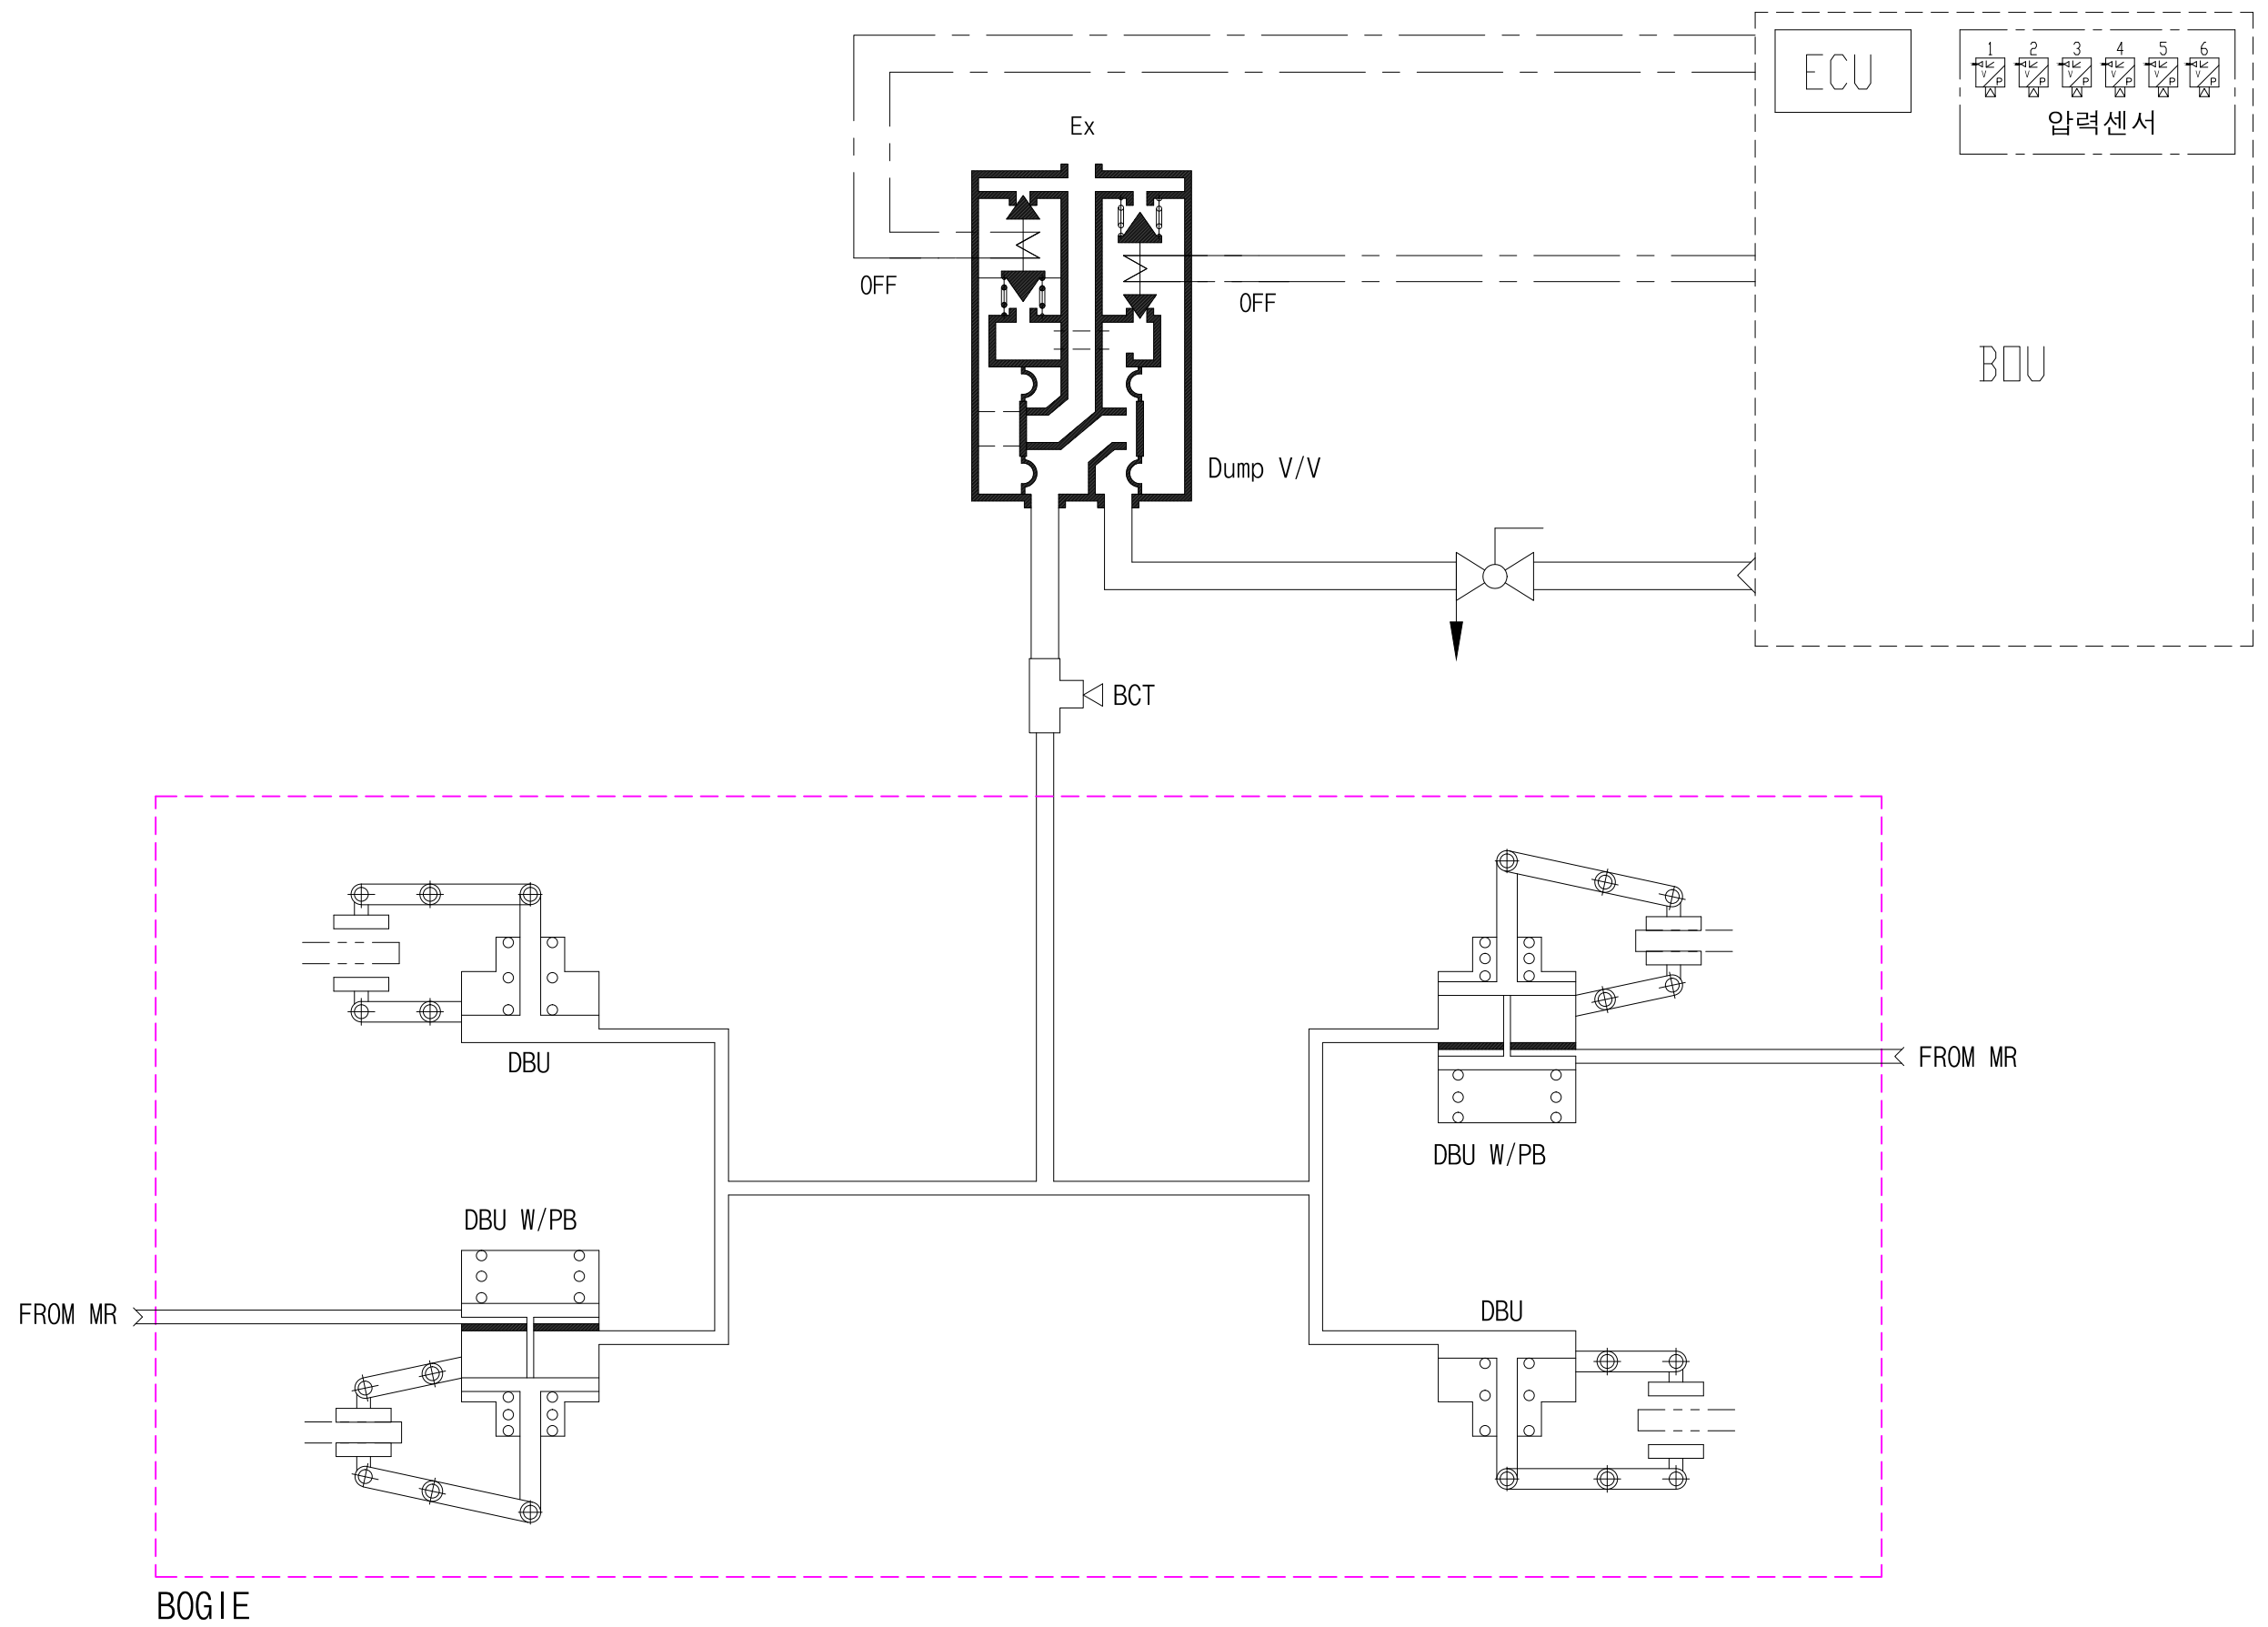 ECU
1 2 3 4 5 6
V P V P V P V P V P V P
압력센서
Ex
OFF
OFF
BOU
Dump V/V
BCT
DBU
FROM MR
DBU W/PB
DBU W/PB
FROM MR
DBU
BOGIE